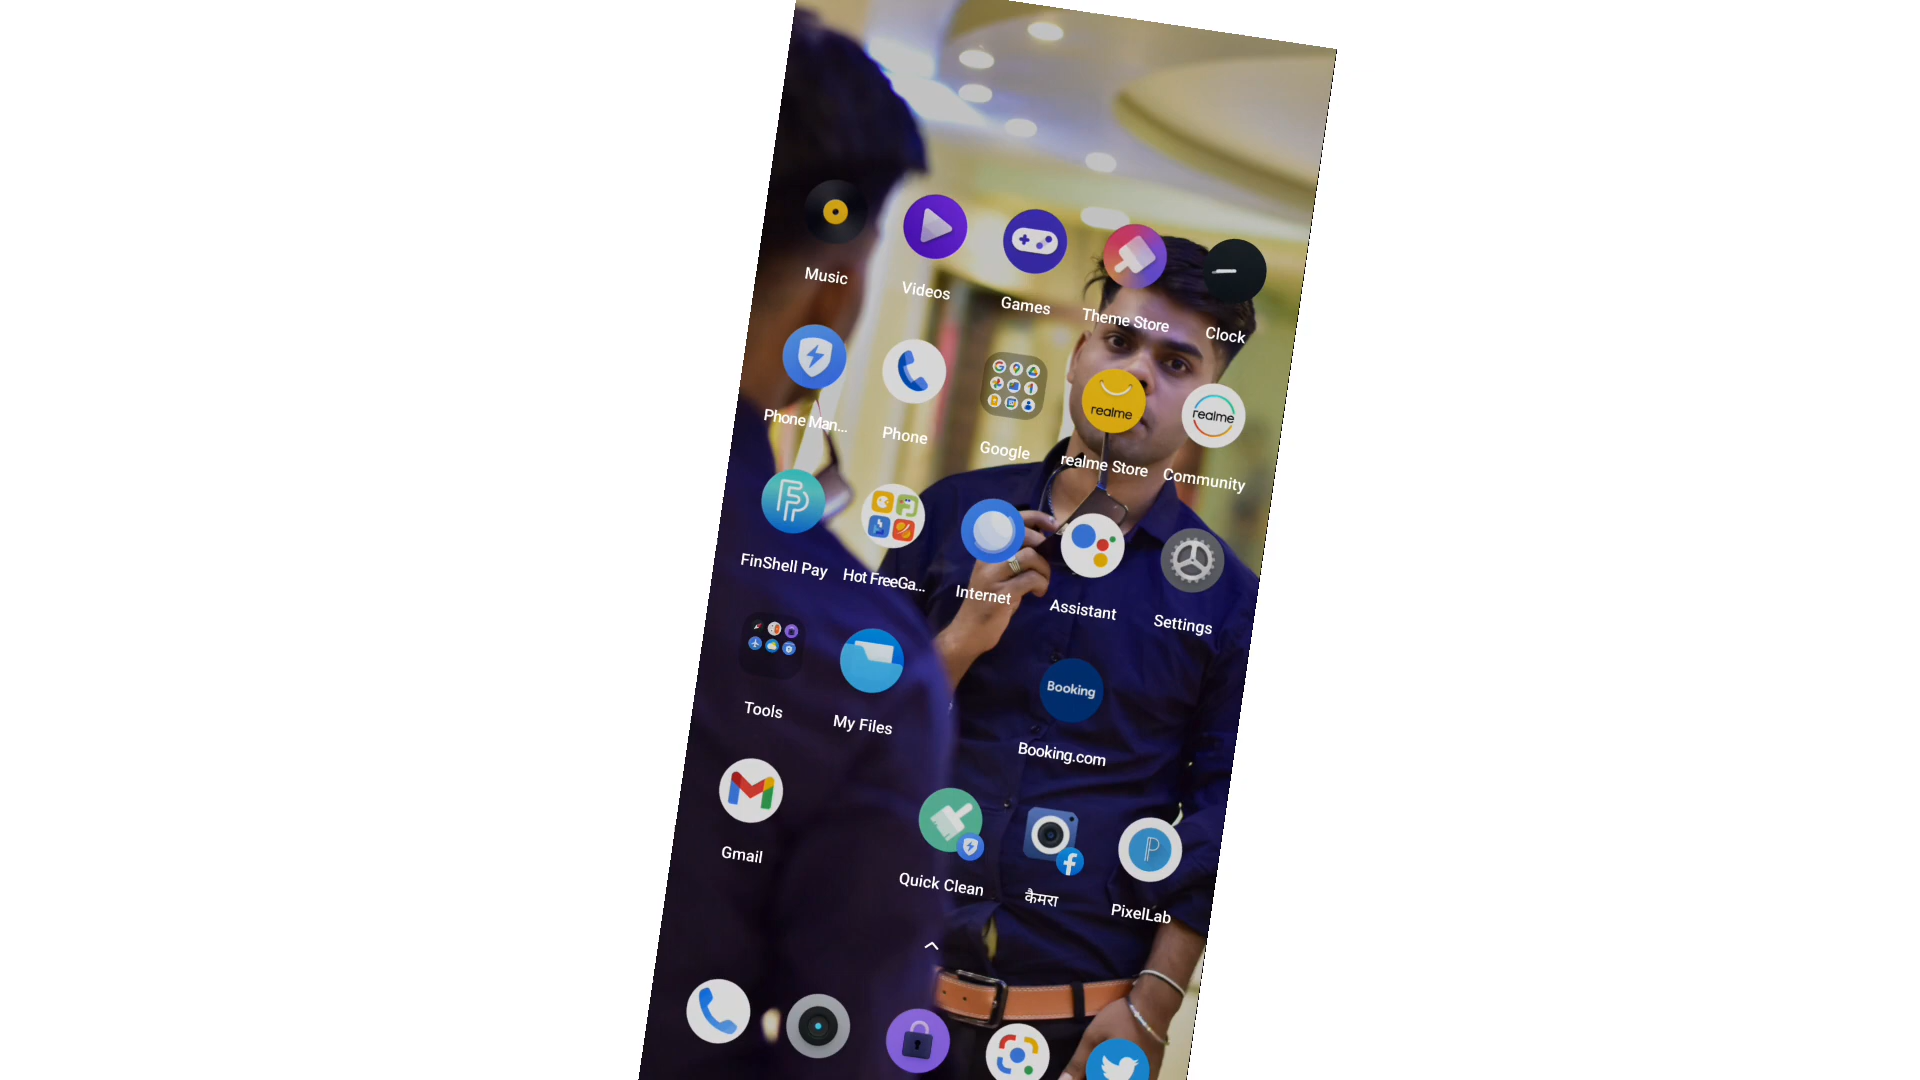 Music
Videos
Games
Theme Store
Clock
Phone Man...
Phone
Google
realme
realme Store
realme
Community
FinShell Pay
Hot FreeGa...
Internet
Assistant
Settings
Tools
My Files
Booking
Booking.com
Gmail
Quick Clean
कैमरा
PixelLab